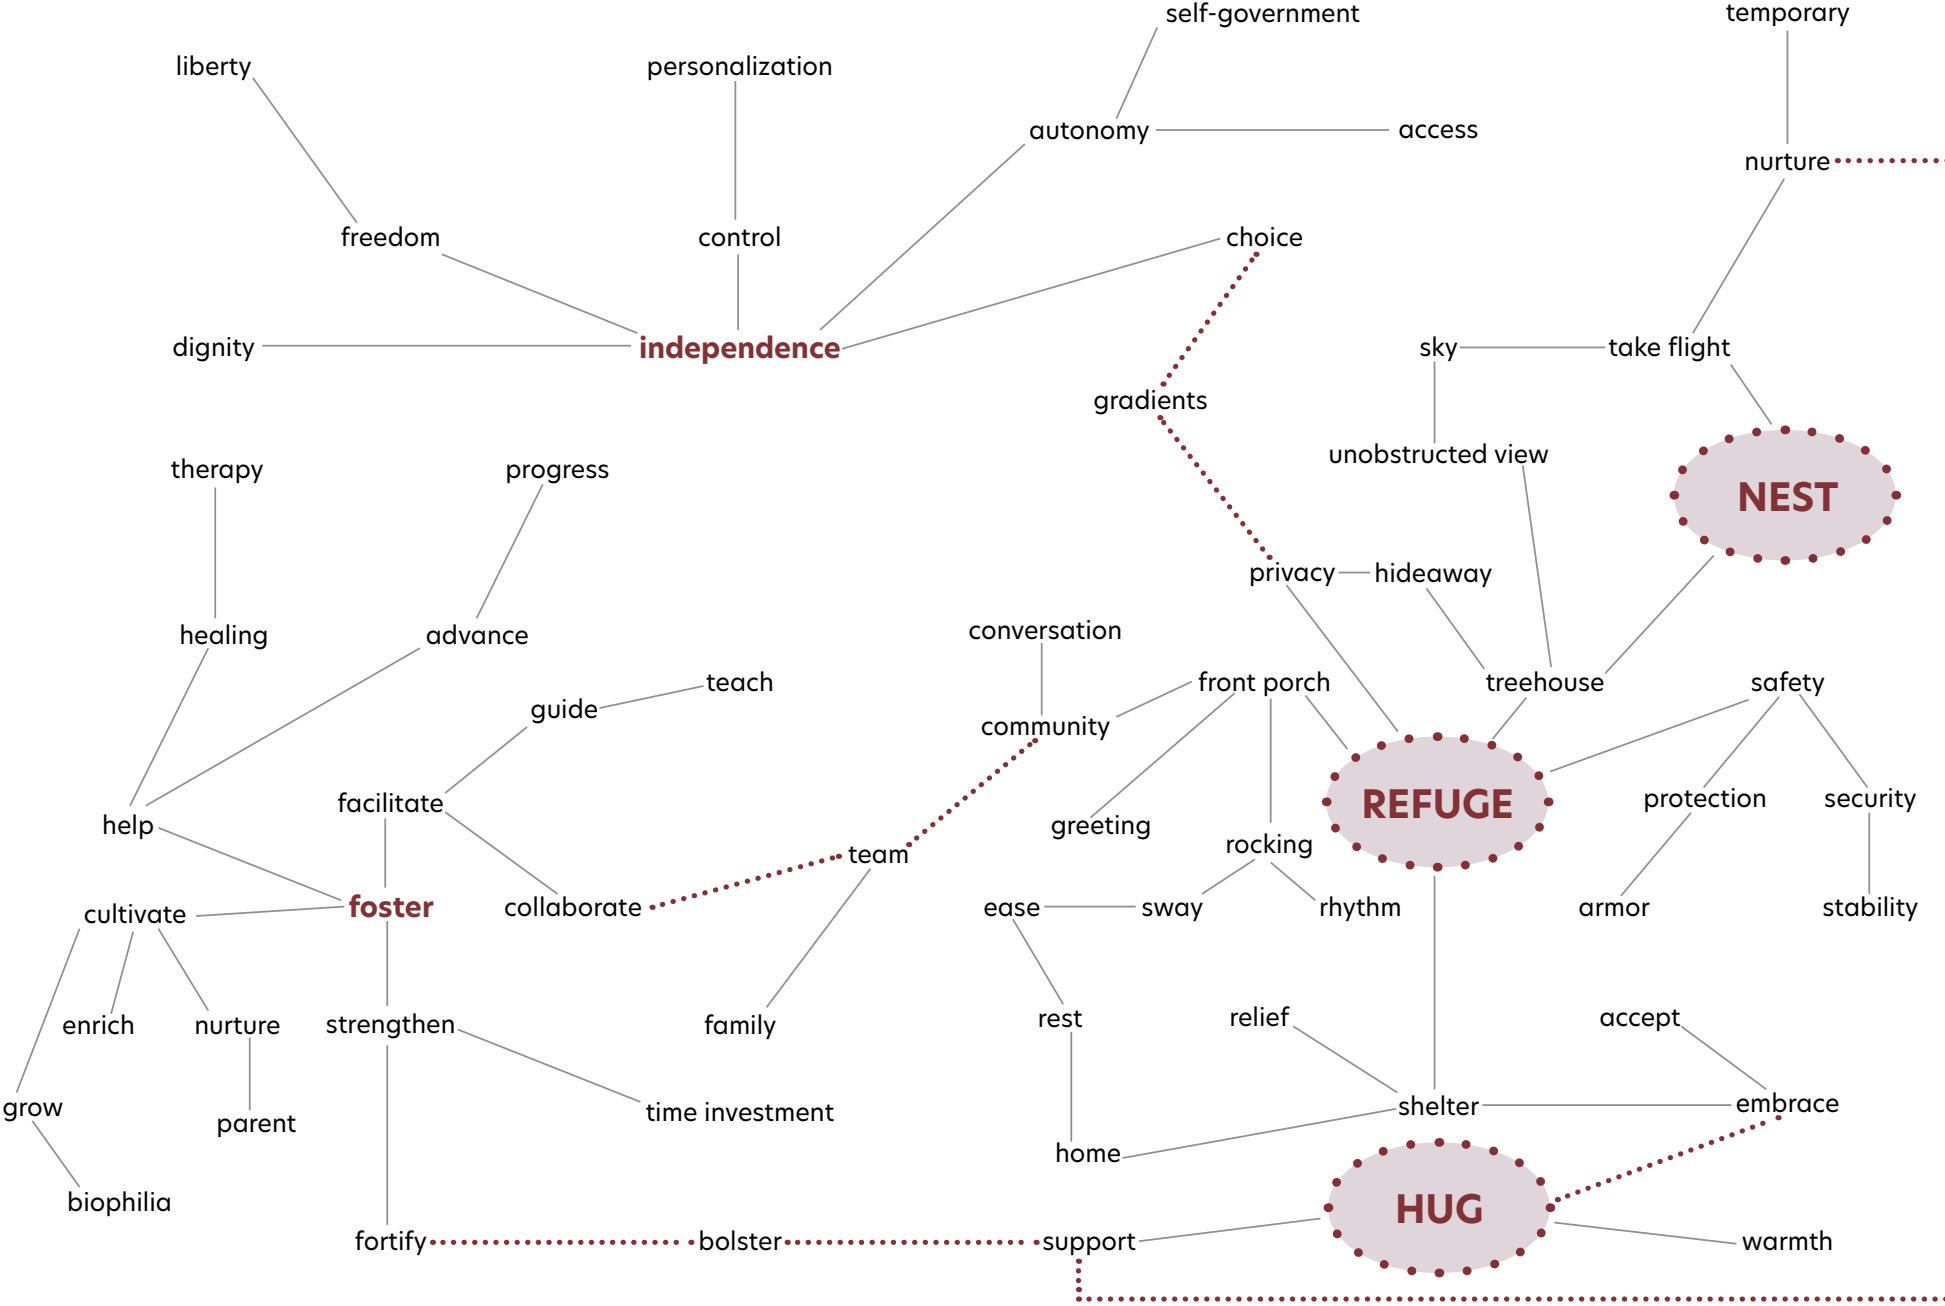 self-government
temporary
liberty
personalization
autonomy
access
nurture
freedom
control
choice
dignity
independence
sky
take flight
gradients
unobstructed view
therapy
progress
NEST
privacy
hideaway
conversation
healing
advance
teach
front porch
treehouse
safety
guide
community
facilitate
REFUGE
protection
security
help
greeting
rocking
team
cultivate
foster
collaborate
ease
sway
rhythm
armor
stability
enrich
nurture
strengthen
family
rest
relief
accept
grow
time investment
shelter
embrace
parent
home
biophilia
HUG
fortify
bolster
support
warmth